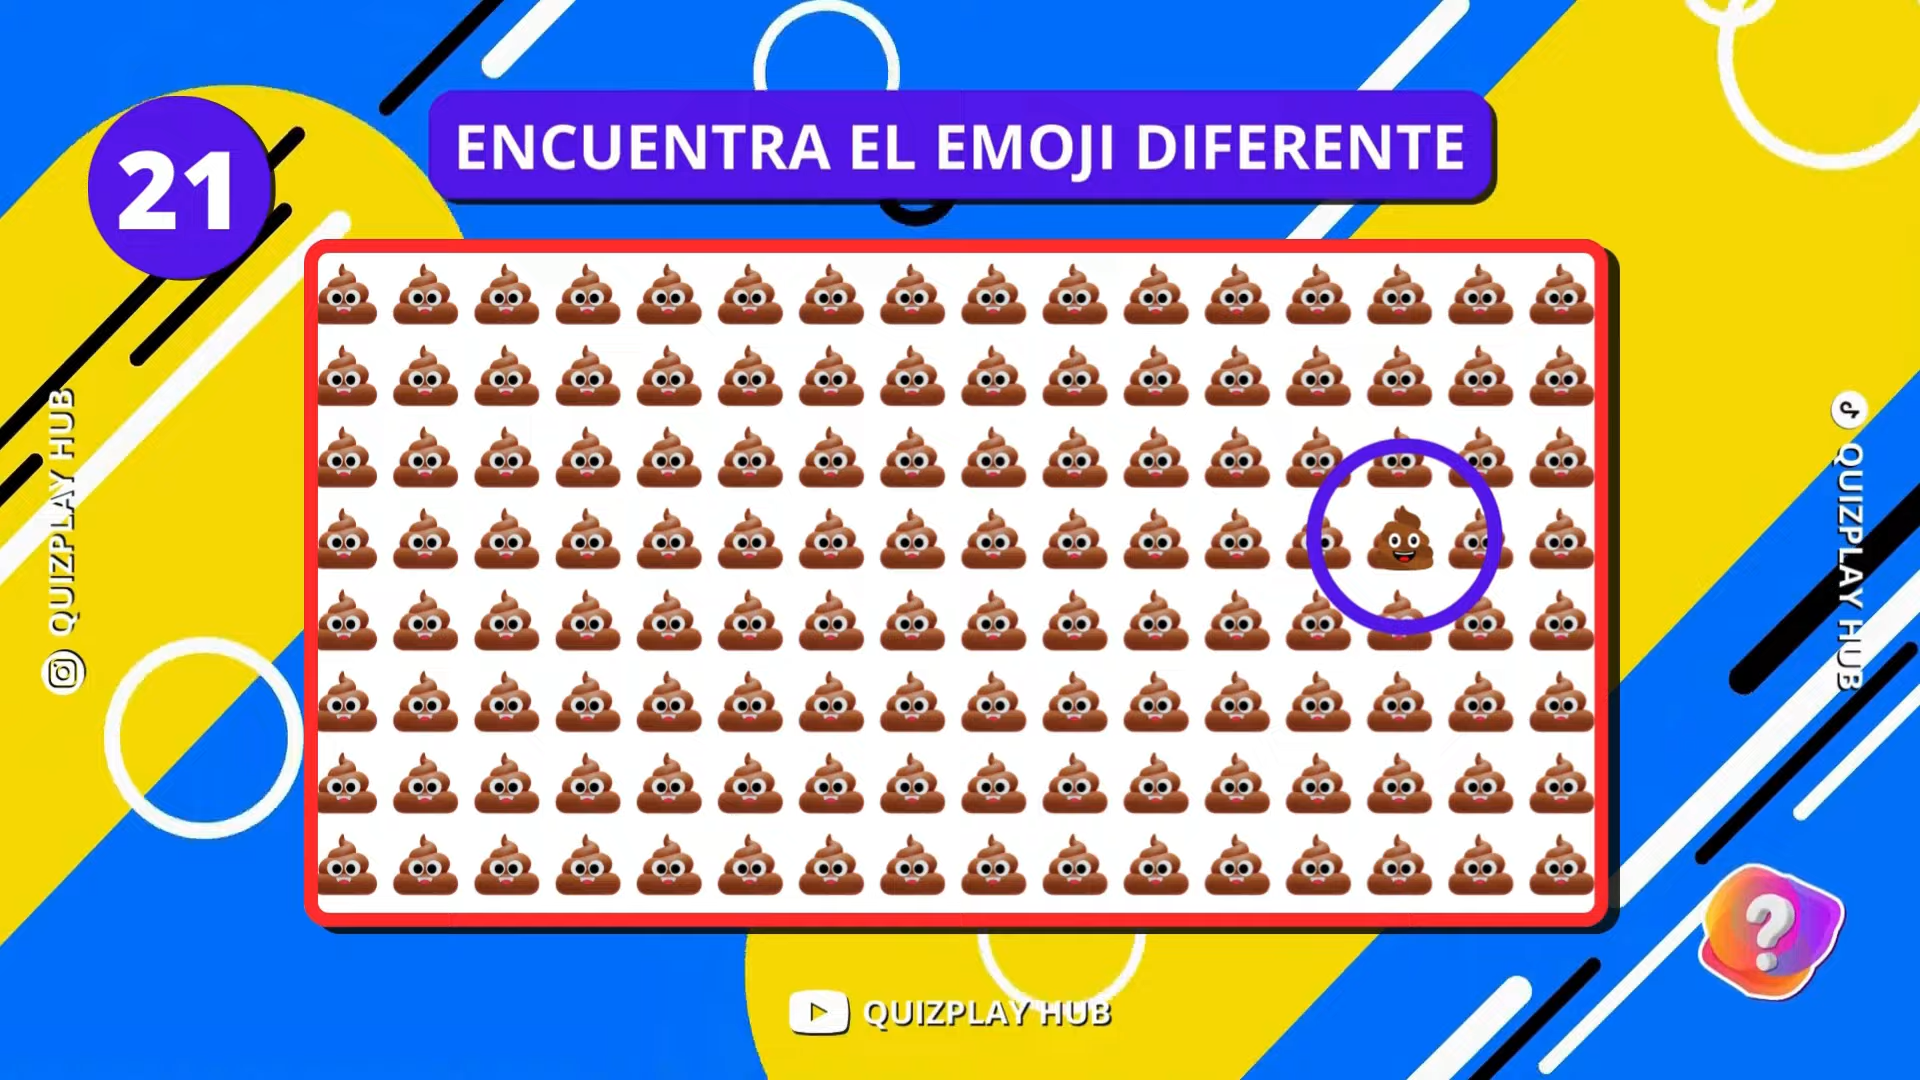 21
ENCUENTRA EL EMOJI DIFERENTE
QUIZPLAY HUB
QUIZPLAY HUB
?
QUIZPLAY HUB